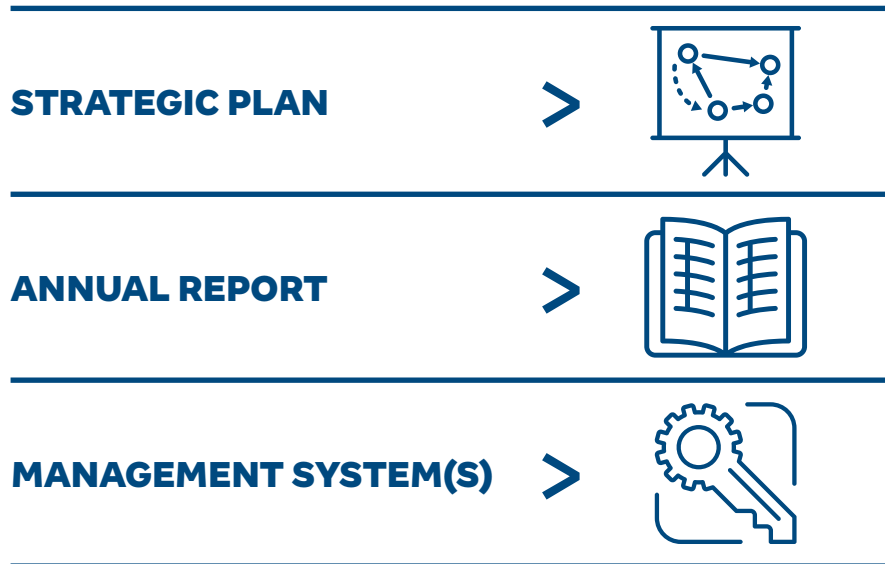 STRATEGIC PLAN >
ANNUAL REPORT >
MANAGEMENT SYSTEM(S) >